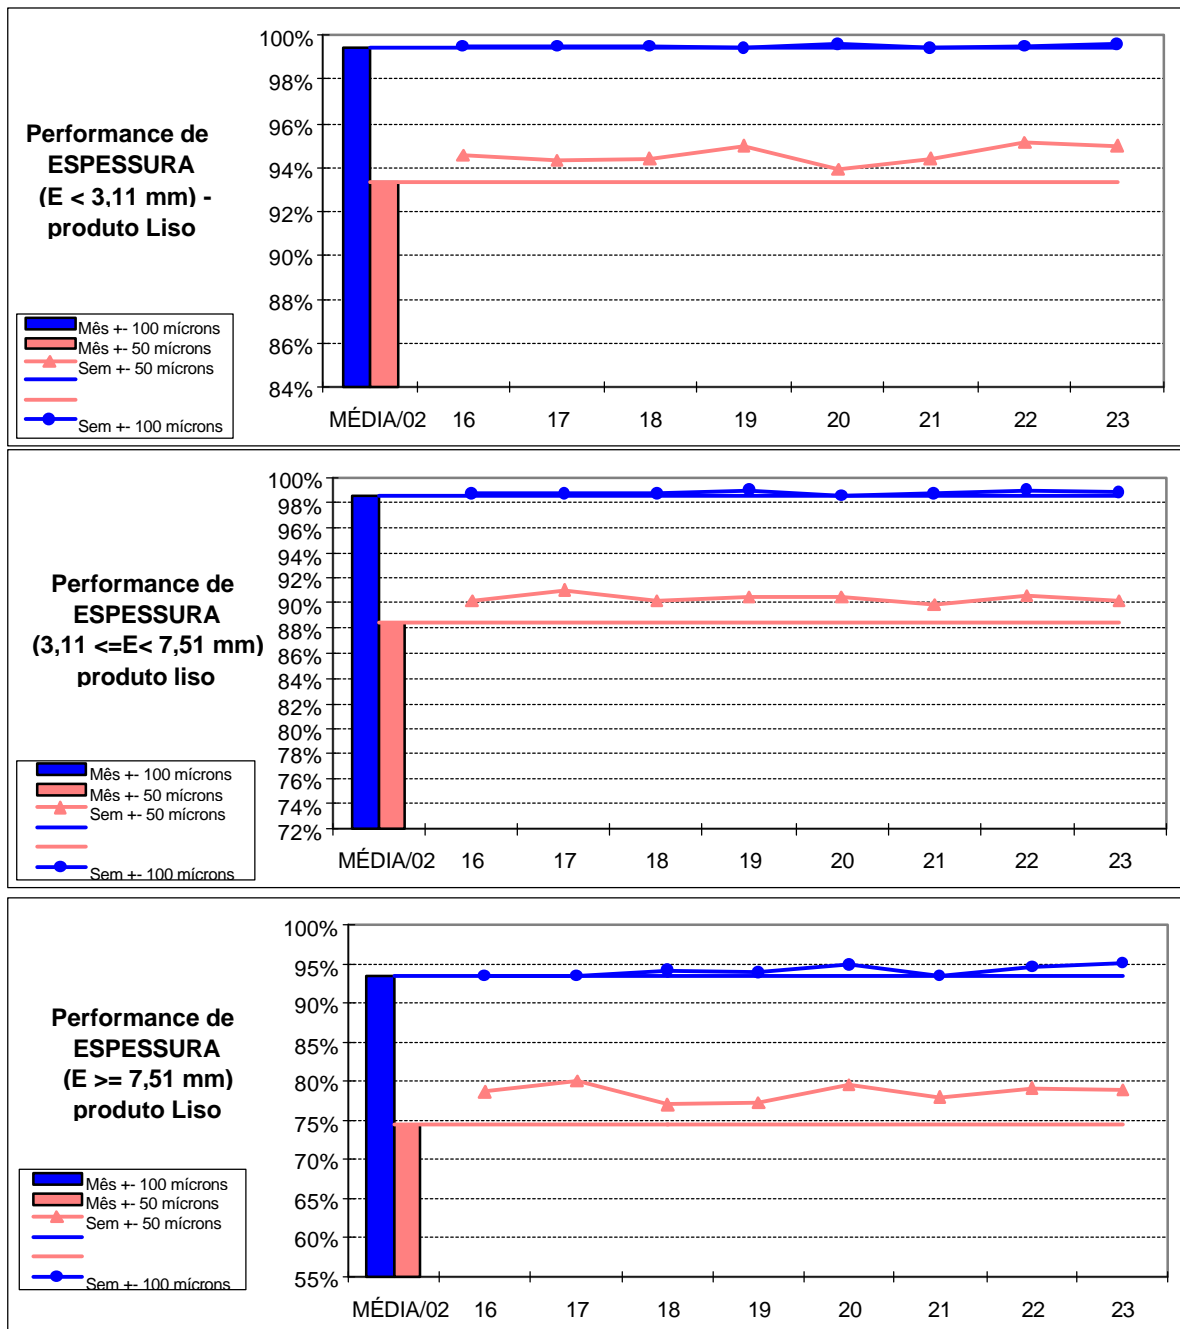 Performance de
ESPESSURA
(E < 3,11 mm) -
produto Liso
Mês +- 100 mícrons
Mês +- 50 mícrons
Sem +- 50 mícrons
Sem +- 100 mícrons
100%
98%
96%
94%
92%
90%
88%
86%
84%
MÉDIA/02 16 17 18 19 20 21 22 23
Performance de
ESPESSURA
(3,11 <=E< 7,51 mm)
produto liso
Mês +- 100 mícrons
Mês +- 50 mícrons
Sem +- 50 mícrons
Sem +- 100 mícrons
100%
98%
96%
94%
92%
90%
88%
86%
84%
82%
80%
78%
76%
74%
72%
MÉDIA/02 16 17 18 19 20 21 22 23
Performance de
ESPESSURA
(E >= 7,51 mm)
produto Liso
Mês +- 100 mícrons
Mês +- 50 mícrons
Sem +- 50 mícrons
Sem +- 100 mícrons
100%
95%
90%
85%
80%
75%
70%
65%
60%
55%
MÉDIA/02 16 17 18 19 20 21 22 23